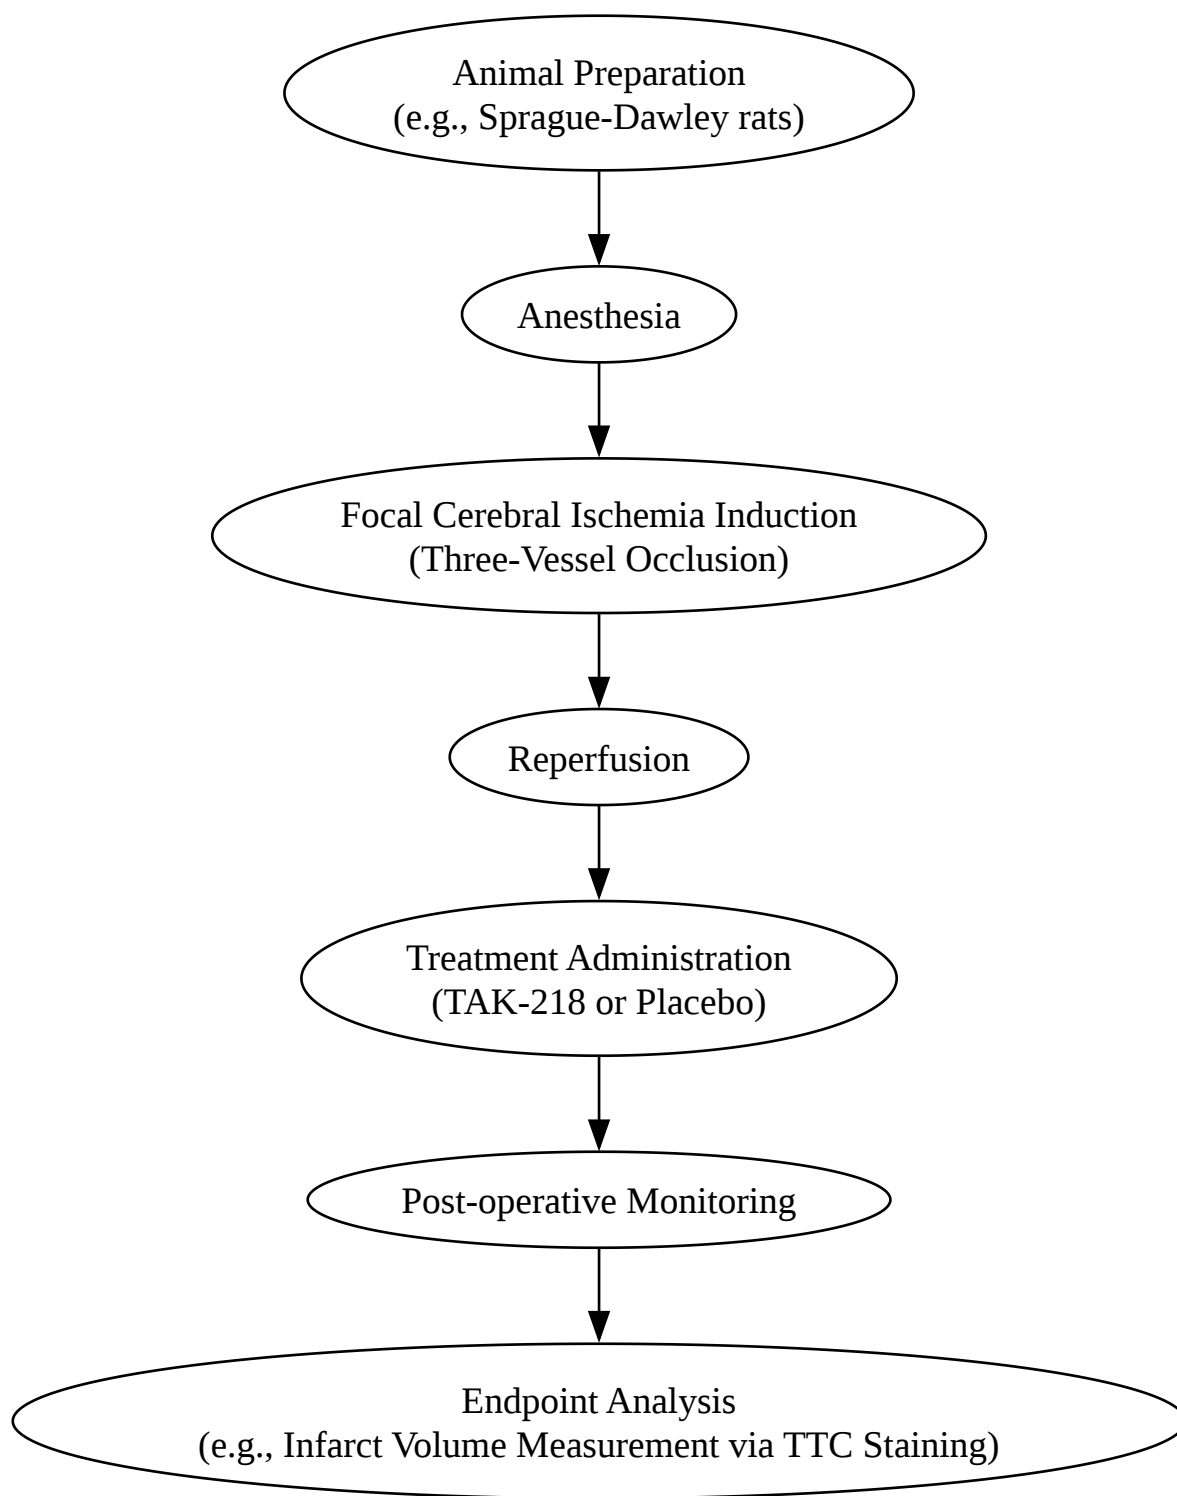 Animal Preparation
(e.g., Sprague-Dawley rats)
Anesthesia
Focal Cerebral Ischemia Induction
(Three-Vessel Occlusion)
Reperfusion
Treatment Administration
(TAK-218 or Placebo)
Post-operative Monitoring
Endpoint Analysis
(e.g., Infarct Volume Measurement via TTC Staining)